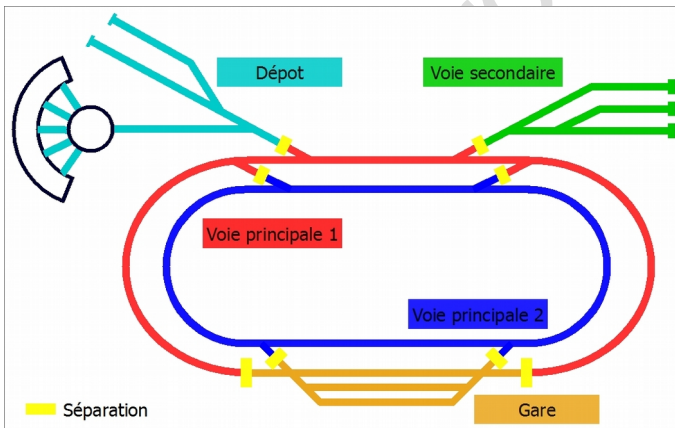 Dépot
Voie secondaire
Voie principale 1
Voie principale 2
Séparation
Gare